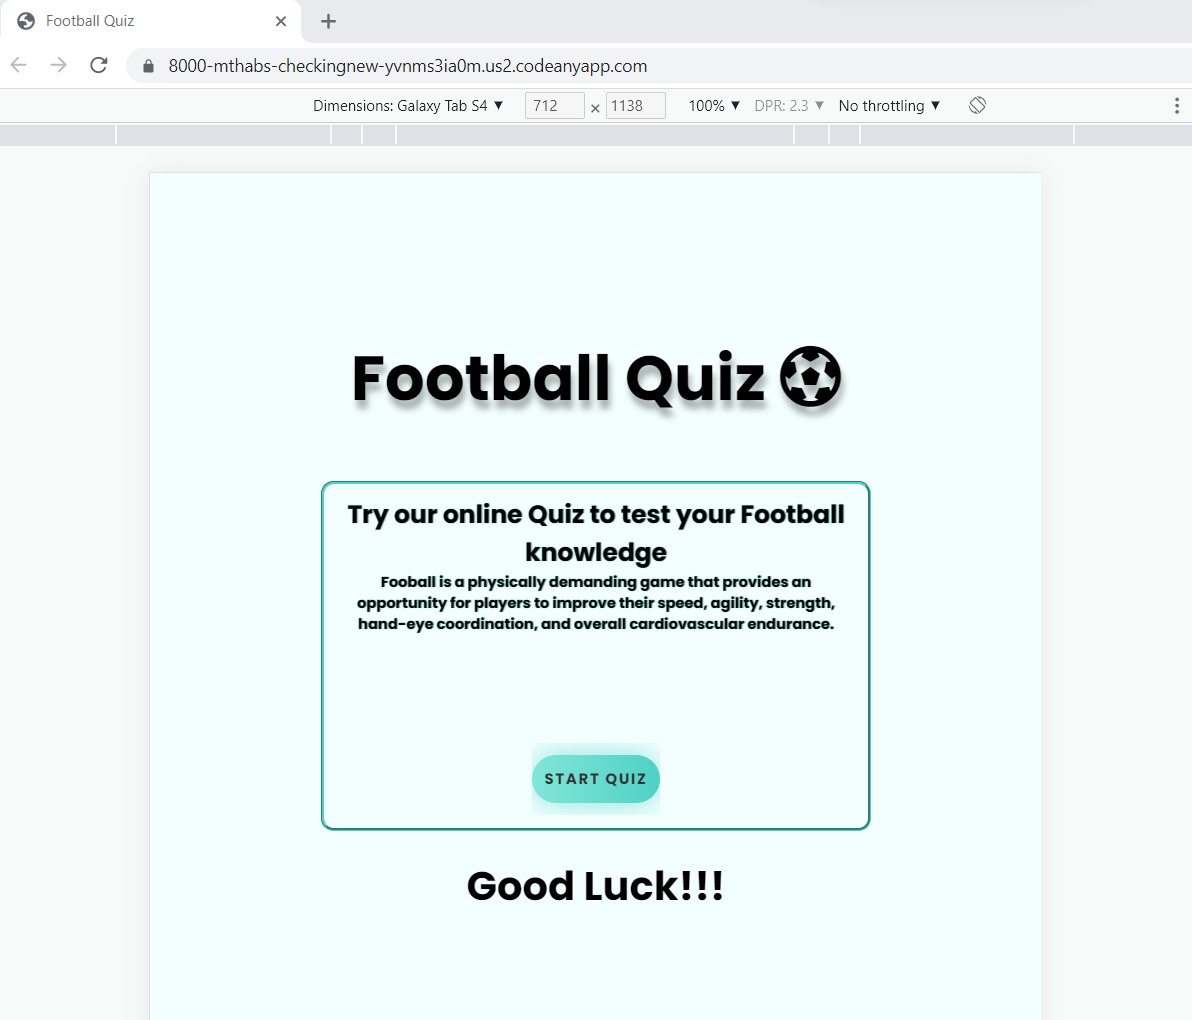 Football Quiz
8000-mthabs-checkingnew-yvnms3ia0m.us2.codeanyapp.com
Dimensions: Galaxy Tab S4 ▼ 712 × 1138 100% ▼ DPR: 2.3 ▼ No throttling ▼
Football Quiz
Try our online Quiz to test your Football
knowledge
Fooball is a physically demanding game that provides an
opportunity for players to improve their speed, agility, strength,
hand-eye coordination, and overall cardiovascular endurance.
START QUIZ
Good Luck!!!